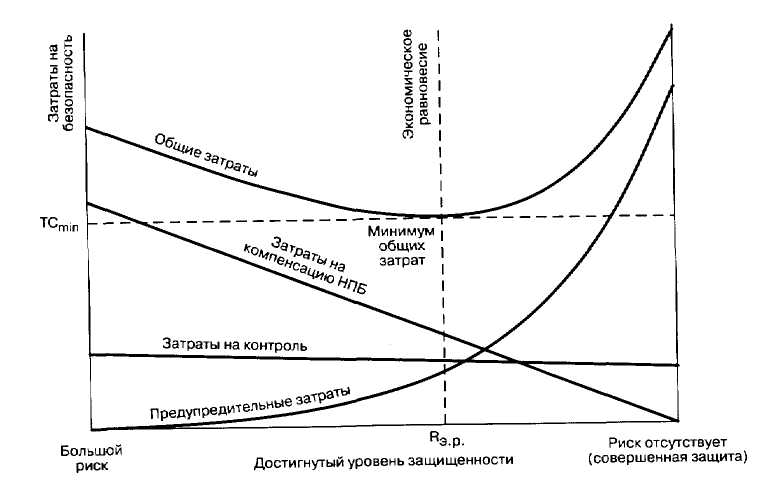 Затраты на
безопасность
Экономическое
равновесие
Общие затраты
TCmin
Минимум
общих
затрат
Затраты на
компенсацию НПБ
Затраты на контроль
Предупредительные затраты
Большой
риск
Rэ.р.
Достигнутый уровень защищенности
Риск отсутствует
(совершенная защита)